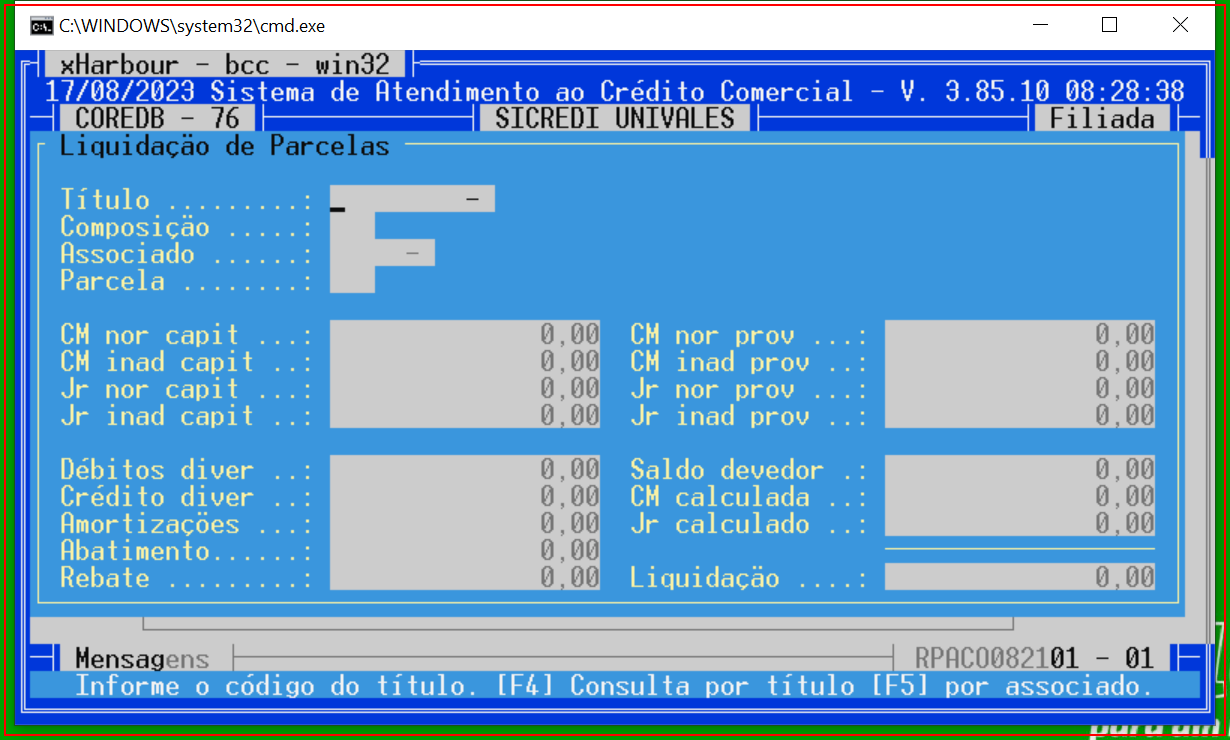 C:\WINDOWS\system32\cmd.exe
xHarbour - bcc - win32
17/08/2023 Sistema de Atendimento ao Crédito Comercial - V. 3.85.10 08:28:38
COREDB - 76 SICREDI UNIVALES Filiada
Liquidaçäo de Parcelas
Título .........: -
Composiçäo .....:
Associado ......: -
Parcela ........:
CM nor capit ...: 0,00 CM nor prov ...: 0,00
CM inad capit ..: 0,00 CM inad prov ..: 0,00
Jr nor capit ...: 0,00 Jr nor prov ...: 0,00
Jr inad capit ..: 0,00 Jr inad prov ..: 0,00
Débitos diver ..: 0,00 Saldo devedor .: 0,00
Crédito diver ..: 0,00 CM calculada ..: 0,00
Amortizaçöes ...: 0,00 Jr calculado ..: 0,00
Abatimento......: 0,00
Rebate .........: 0,00 Liquidaçäo ....: 0,00
Mensagens RPACO082101 - 01
Informe o código do título. [F4] Consulta por título [F5] por associado.